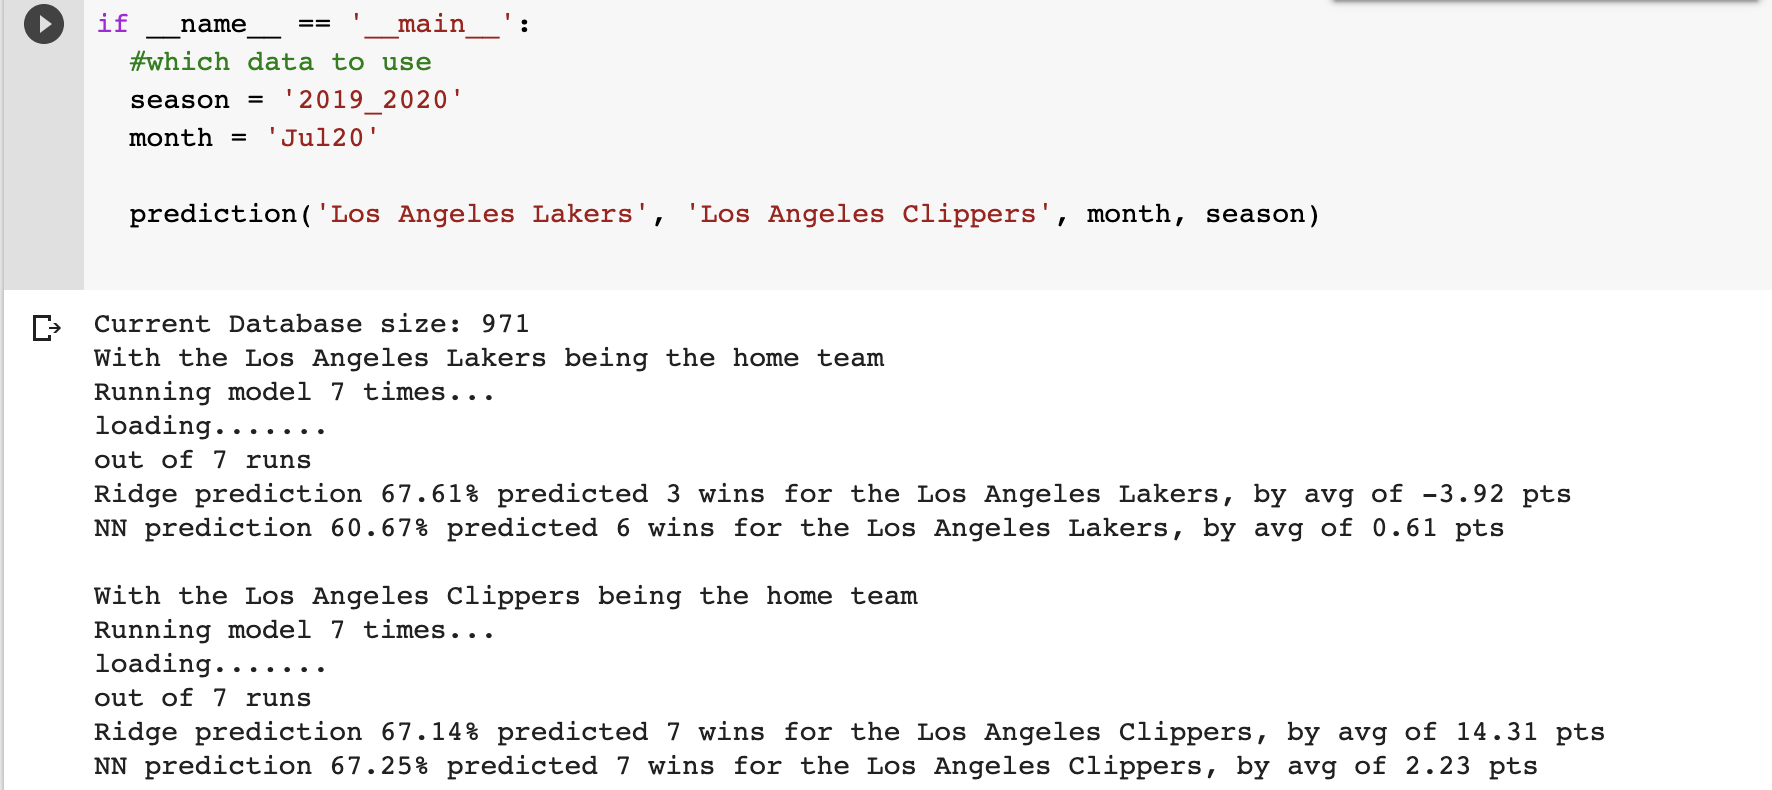 if __name__ == '__main__':
#which data to use
season = '2019_2020'
month = 'Jul20'
prediction('Los Angeles Lakers', 'Los Angeles Clippers', month, season)
Current Database size: 971
With the Los Angeles Lakers being the home team
Running model 7 times...
loading.......
out of 7 runs
Ridge prediction 67.61% predicted 3 wins for the Los Angeles Lakers, by avg of -3.92 pts
NN prediction 60.67% predicted 6 wins for the Los Angeles Lakers, by avg of 0.61 pts
With the Los Angeles Clippers being the home team
Running model 7 times...
loading.......
out of 7 runs
Ridge prediction 67.14% predicted 7 wins for the Los Angeles Clippers, by avg of 14.31 pts
NN prediction 67.25% predicted 7 wins for the Los Angeles Clippers, by avg of 2.23 pts